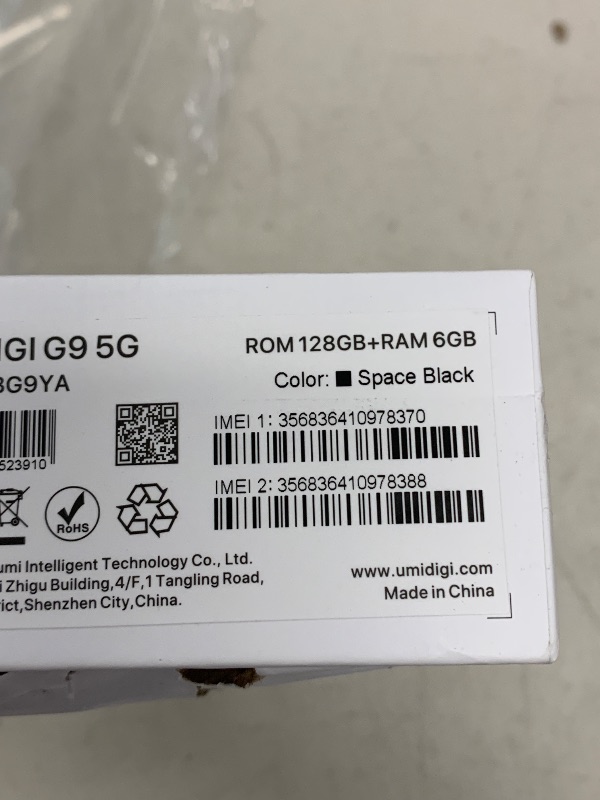 IGI G9 5G
ROM 128GB+RAM 6GB
3G9YA
Color: Space Black
IMEI 1: 356836410978370
523910
IMEI 2: 356836410978388
RoHS
umi Intelligent Technology Co., Ltd.
i Zhigu Building,4/F,1 Tangling Road,
rict,Shenzhen City,China.
www.umidigi.com
Made in China